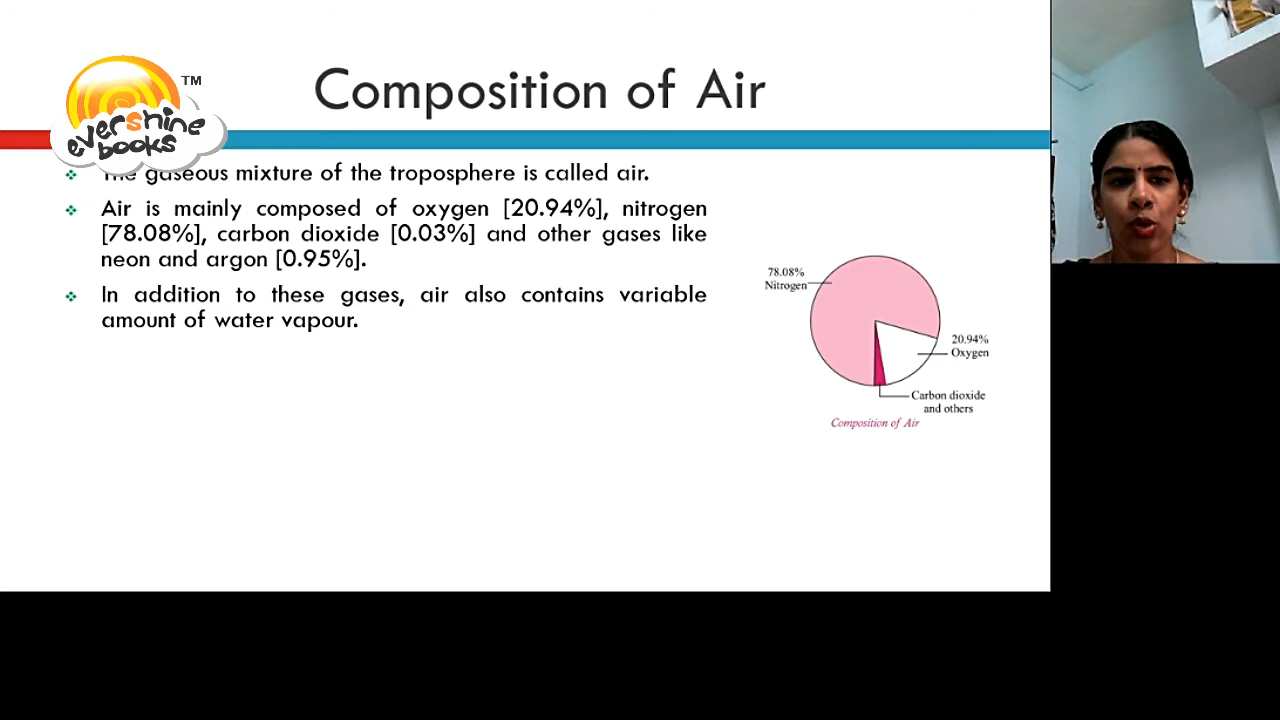 Composition of Air
TM
evershine
books
The gaseous mixture of the troposphere is called air.
Air is mainly composed of oxygen [20.94%], nitrogen
[78.08%], carbon dioxide [0.03%] and other gases like
neon and argon [0.95%].
In addition to these gases, air also contains variable
amount of water vapour.
78.08%
Nitrogen
20.94%
Oxygen
Carbon dioxide
and others
Composition of Air